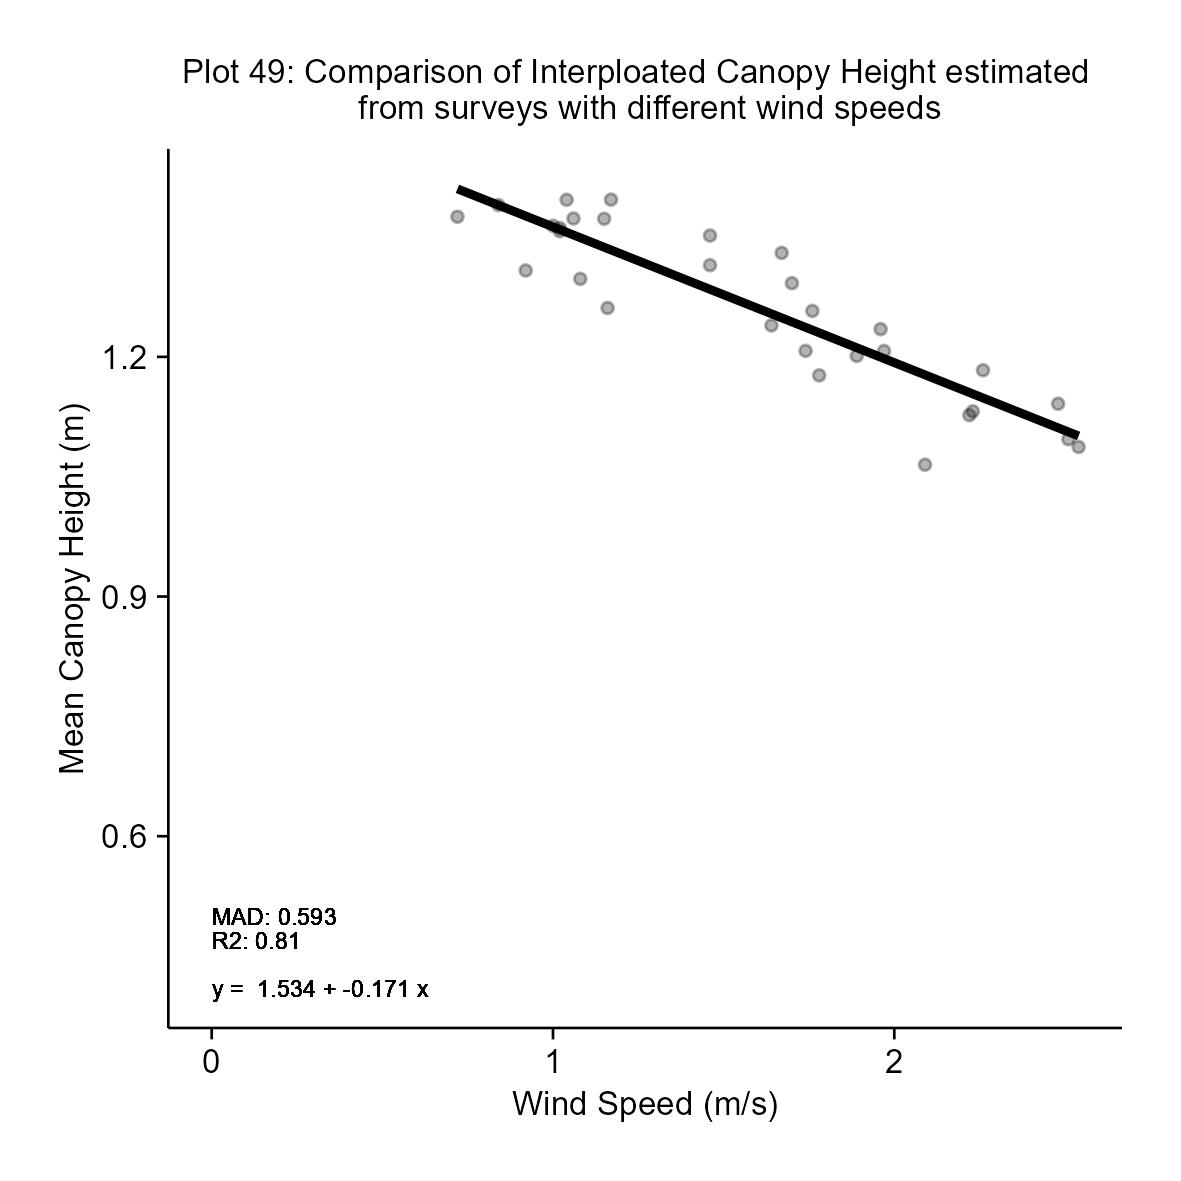 Plot 49: Comparison of Interploated Canopy Height estimated
from surveys with different wind speeds
Mean Canopy Height (m)
1.2
0.9
0.6
MAD: 0.593
R2: 0.81
y =  1.534 + -0.171 x
0
1
2
Wind Speed (m/s)